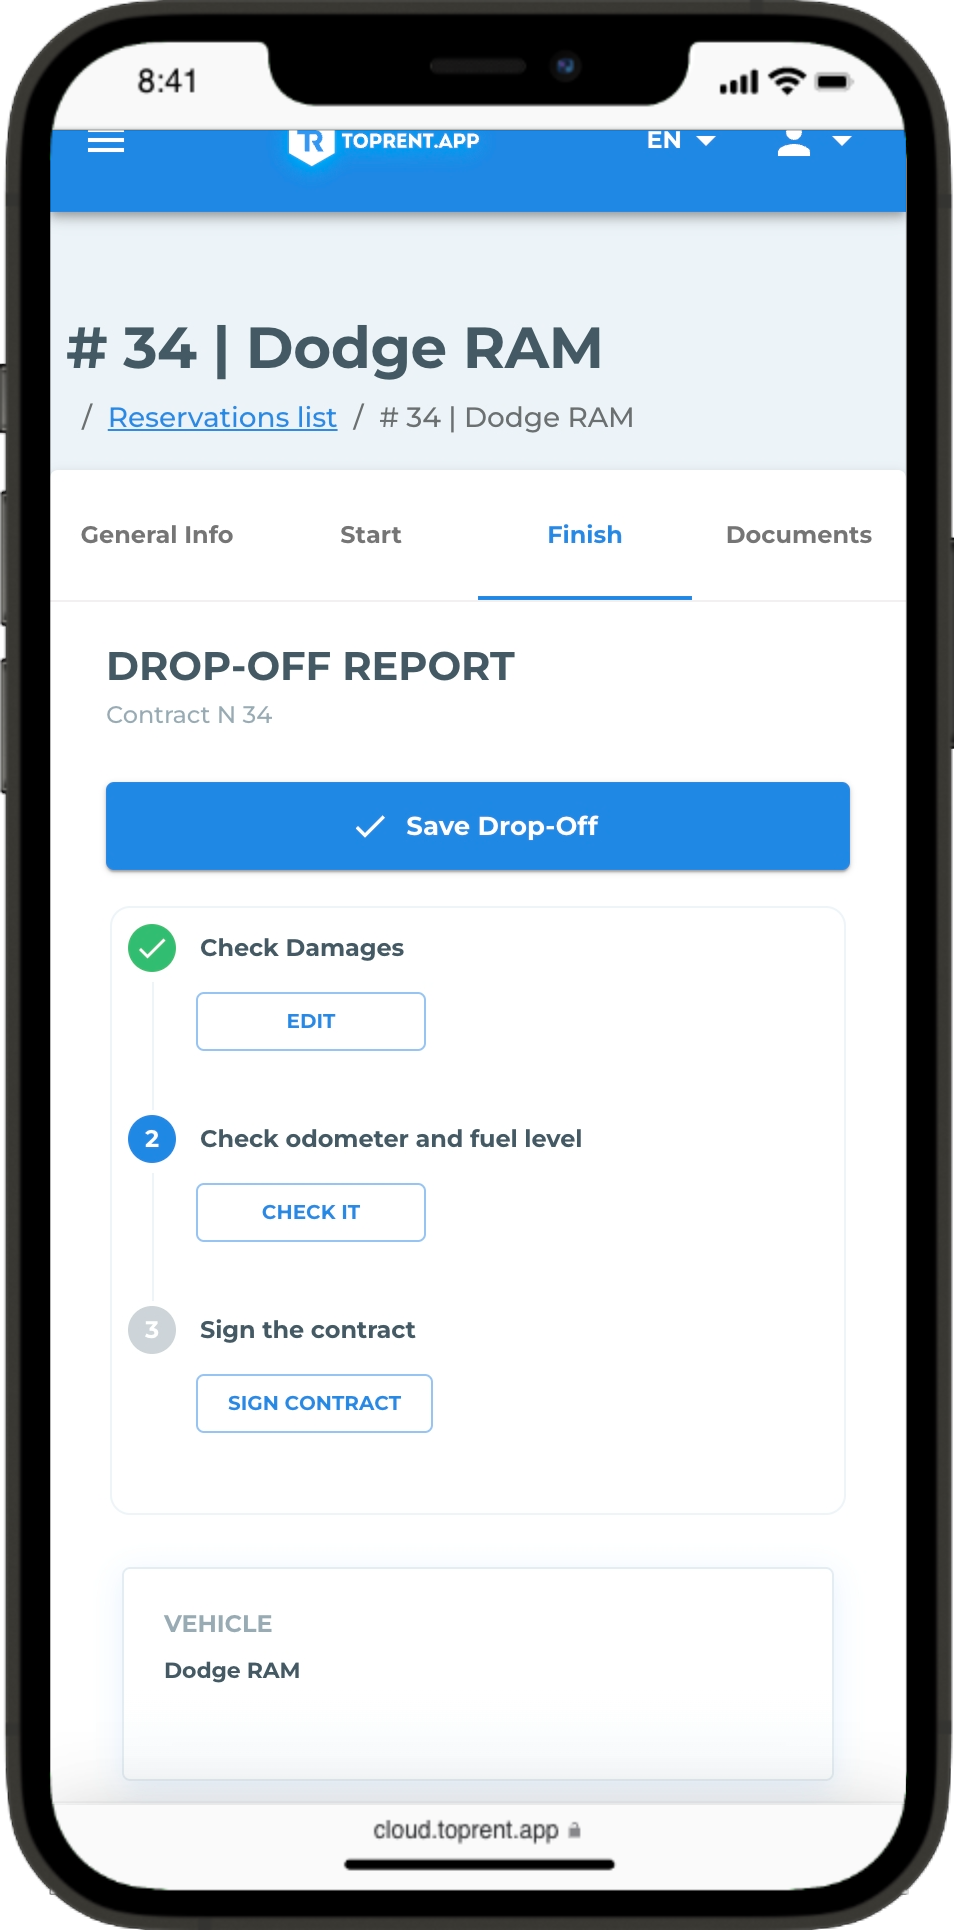 8:41
TOPRENT.APP EN
# 34 | Dodge RAM
/ Reservations list / # 34 | Dodge RAM
General Info Start Finish Documents
DROP-OFF REPORT
Contract N 34
Save Drop-Off
Check Damages
EDIT
2 Check odometer and fuel level
CHECK IT
3 Sign the contract
SIGN CONTRACT
VEHICLE
Dodge RAM
cloud.toprent.app